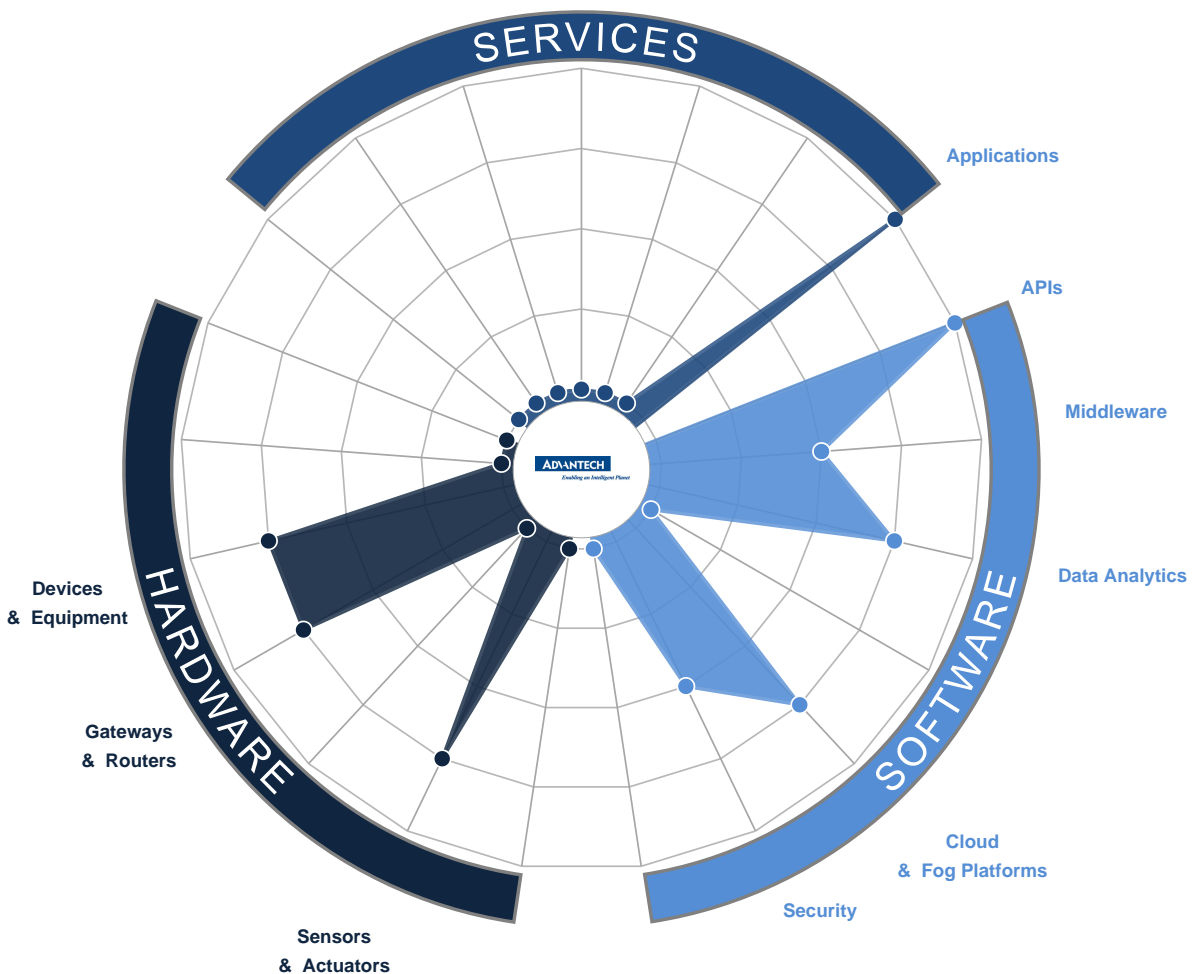 SERVICES
Applications
APIs
Middleware
ADVANTECH
Enabling an Intelligent Planet
Data Analytics
Devices
& Equipment
HARDWARE
SOFTWARE
Gateways
& Routers
Cloud
& Fog Platforms
Security
Sensors
& Actuators